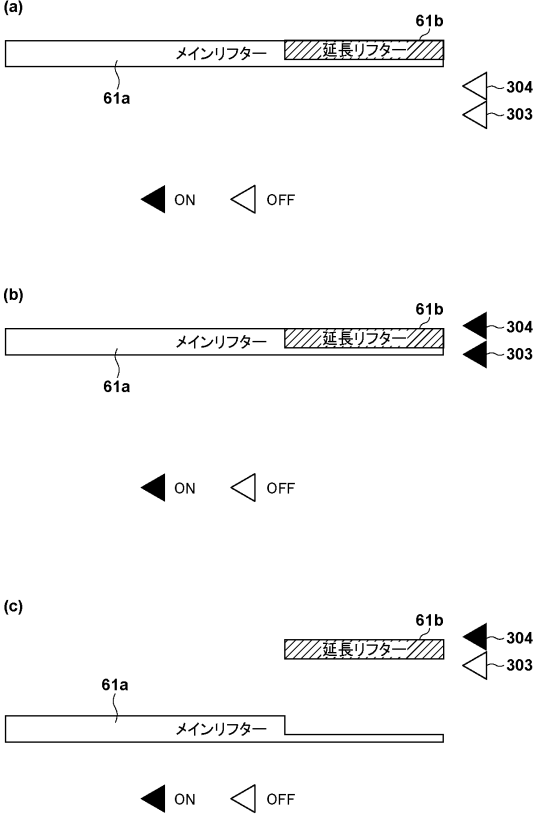 (a)
61b
メインリフター
延長リフター
61a
304
303
ON
OFF
(b)
61b
304
メインリフター
延長リフター
303
61a
ON
OFF
(c)
61b
304
延長リフター
303
61a
メインリフター
ON
OFF